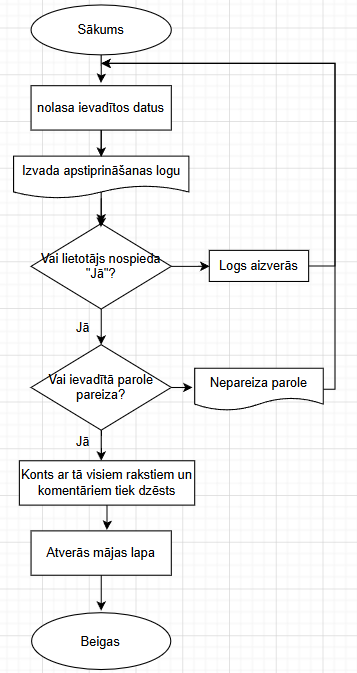 Sākums
nolasa ievadītos datus
Izvada apstiprināšanas logu
Vai lietotājs nospieda
"Jā"?
Logs aizverās
Jā
Vai ievadītā parole
pareiza?
Nepareiza parole
Jā
Konts ar tā visiem rakstiem un
komentāriem tiek dzēsts
Atverās mājas lapa
Beigas